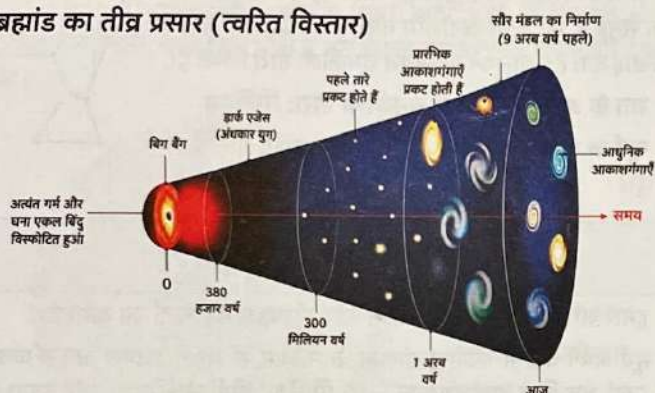 ब्रह्मांड का तीव्र प्रसार (त्वरित विस्तार)
सौर मंडल का निर्माण
(9 अरब वर्ष पहले)
प्रारभिक
आकाशगंगाएँ
प्रकट होती हैं
पहले तारे
प्रकट होते हैं
डार्क एजेस
(अंधकार युग)
बिग बैंग
आधुनिक
आकाशगंगाएँ
अत्यंत गर्म और
घना एकल बिंदु
विस्फोटित हुआ
समय
0
380
हजार वर्ष
300
मिलियन वर्ष
1 अरब
वर्ष
आज